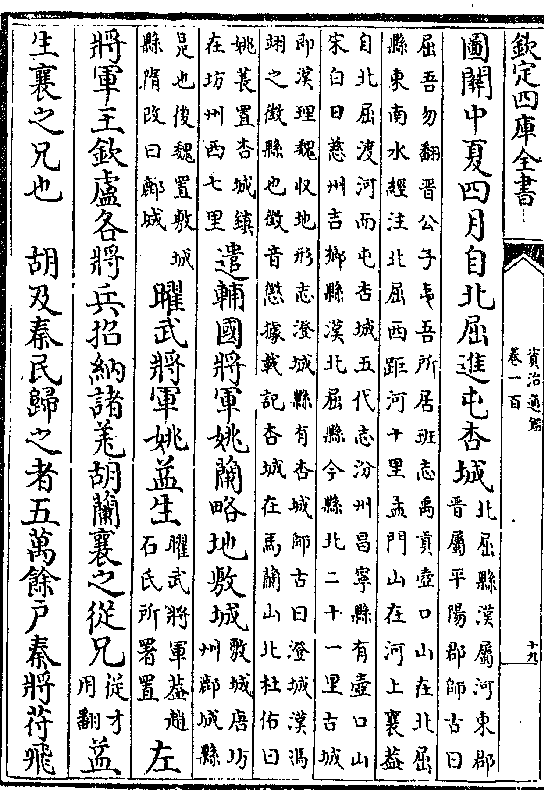 欽定四庫全書
資治通鑑
卷一百
十九
圖關中夏四月自北屈進屯杏城
北屈縣漢屬河東郡
晉屬平陽郡師古曰
屈吾勿翻晉公子夷吾所居班志禹貢壺口山在北屈
縣東南水經注北屈西距河十里孟門山在河上襄葢
自北屈渡河而屯杏城五代志汾州昌寧縣有壺口山
宋白曰慈州吉鄉縣漢北屈縣今縣北二十一里古城
即漢理魏收地形志澄城縣有杏城師古曰澄城漢馮
翊之徵縣也徵音懲據載記杏城在馬蘭山北杜佑曰
姚萇置杏城鎮
在坊州西七里
遣輔國將軍姚蘭略地敷城
敷城唐坊
州鄜城縣
是也後魏置敷城
縣隋改曰鄜城
曜武將軍姚益生
曜武將軍葢趙
石氏所署置
左
將軍王欽盧各將兵招納諸羌胡蘭襄之從兄
從才
用翻
益
生襄之兄也 胡及秦民歸之者五萬餘户秦將苻飛